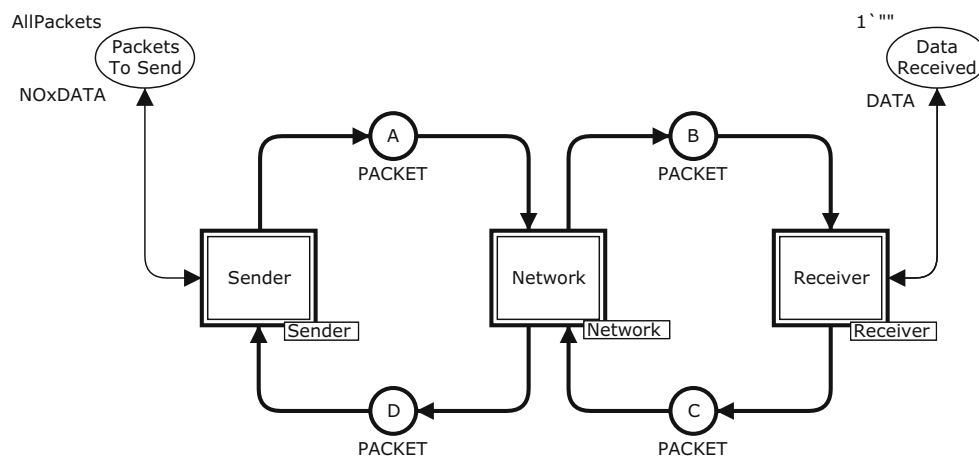 AllPackets
Packets
To Send
NOxDATA
1`""
Data
Received
DATA
A
PACKET
B
PACKET
Sender
Sender
Network
Network
Receiver
Receiver
D
PACKET
C
PACKET